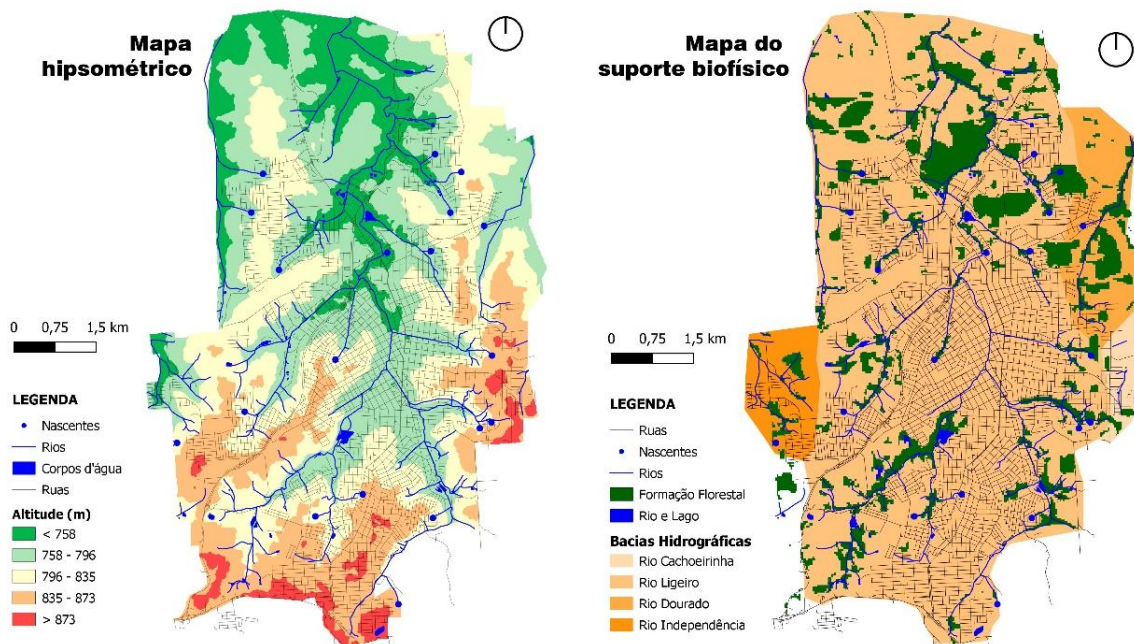 Mapa
hipsométrico
0 0,75 1,5 km
LEGENDA
Nascentes
Rios
Corpos d'água
Ruas
Altitude (m)
< 758
758 - 796
796 - 835
835 - 873
> 873
Mapa do
suporte biofísico
0 0,75 1,5 km
LEGENDA
Ruas
Nascentes
Rios
Formação Florestal
Rio e Lago
Bacias Hidrográficas
Rio Cachoeirinha
Rio Ligeiro
Rio Dourado
Rio Independência